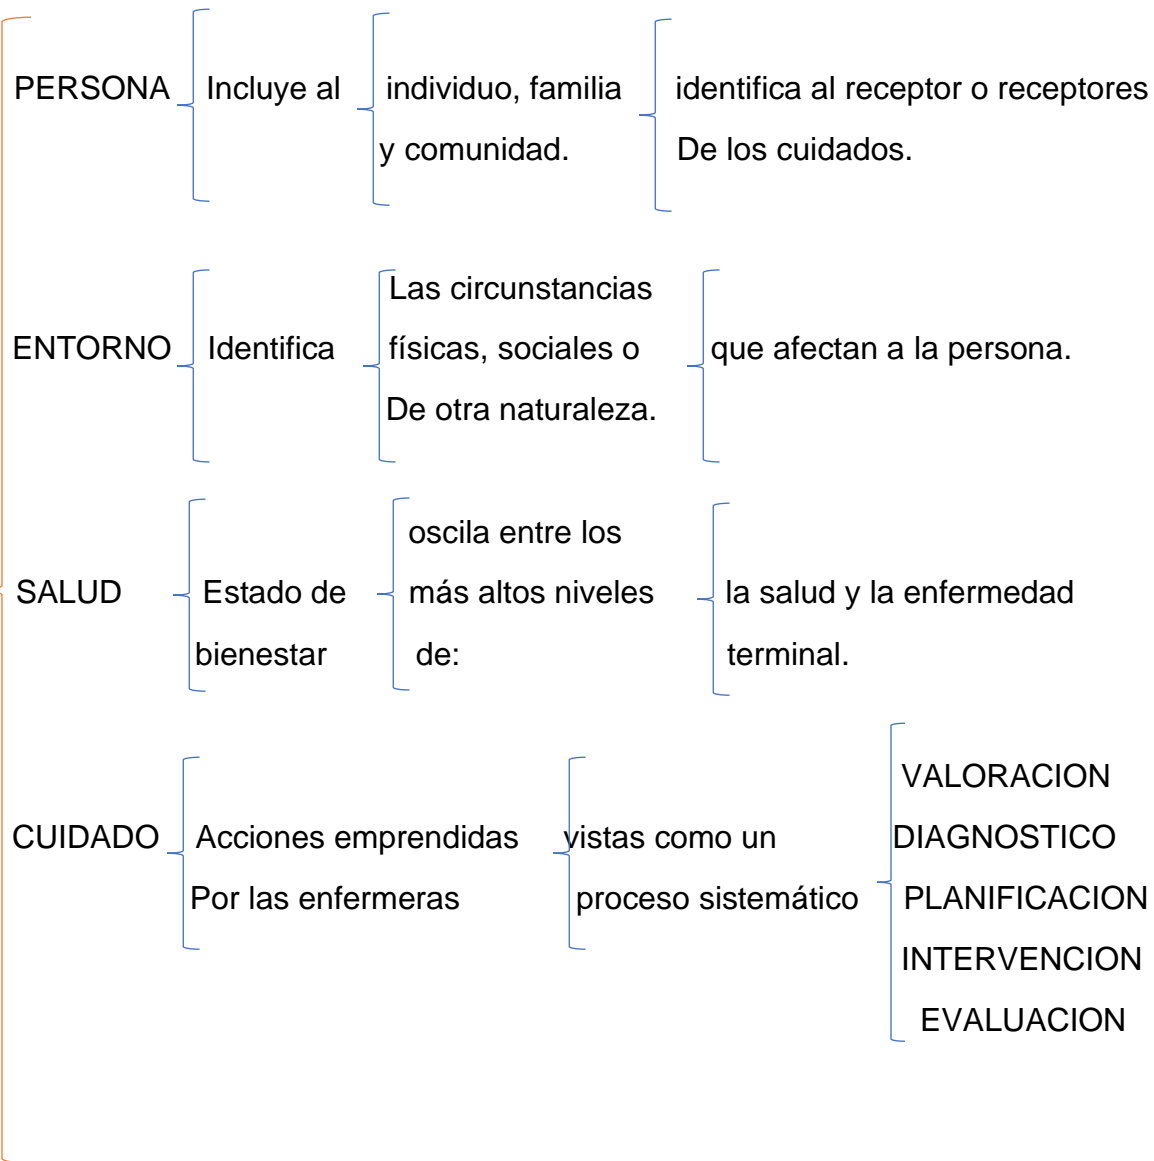 PERSONA Incluye al individuo, familia identifica al receptor o receptores
y comunidad. De los cuidados.
Las circunstancias
ENTORNO Identifica físicas, sociales o que afectan a la persona.
De otra naturaleza.
oscila entre los
SALUD Estado de más altos niveles la salud y la enfermedad
bienestar de: terminal.
VALORACION
CUIDADO Acciones emprendidas vistas como un DIAGNOSTICO
Por las enfermeras proceso sistemático PLANIFICACION
INTERVENCION
EVALUACION